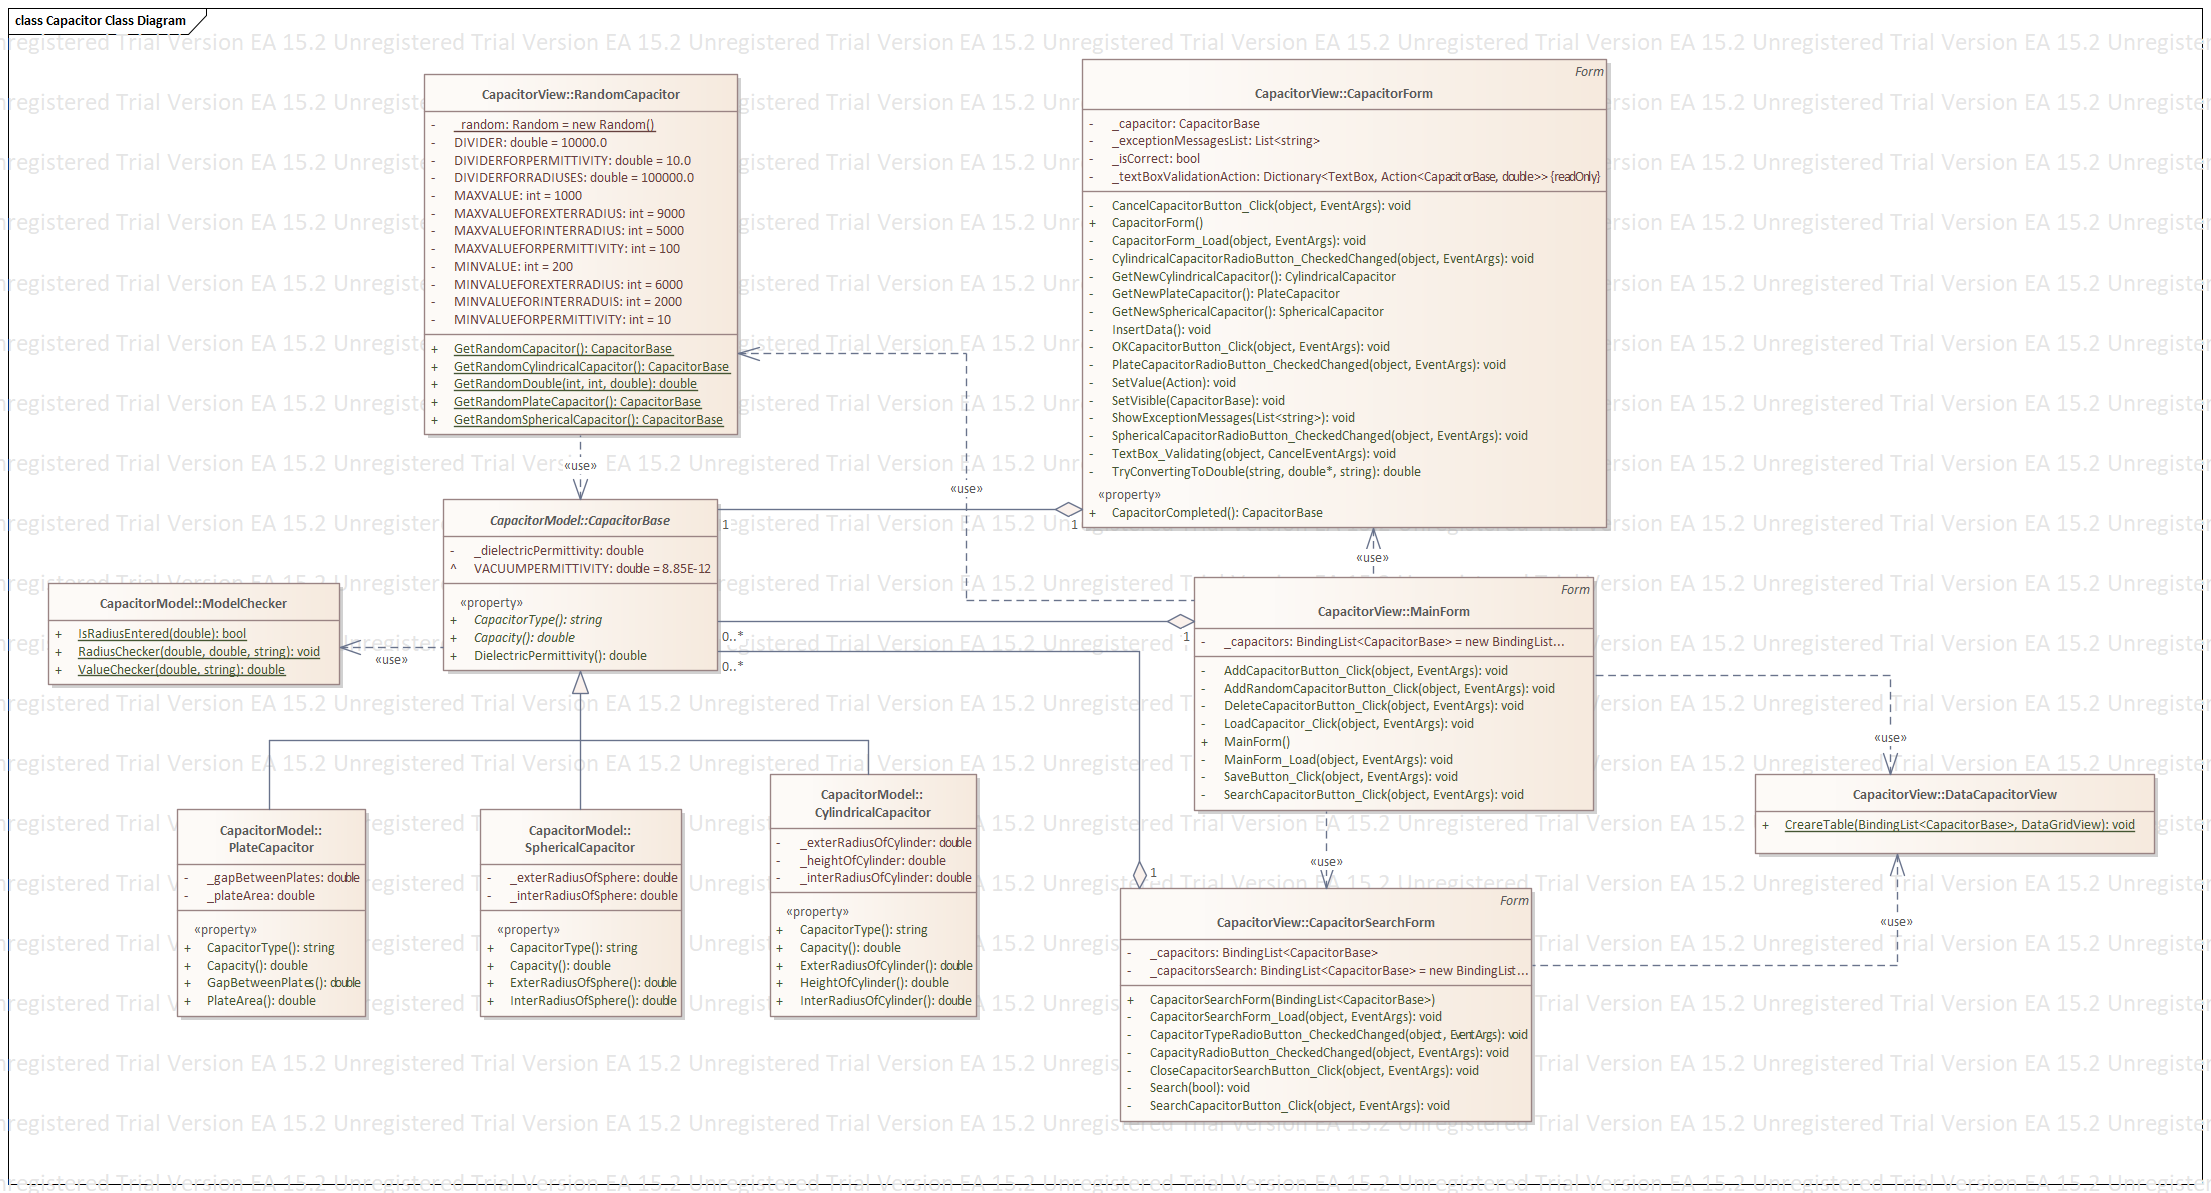 class Capacitor Class Diagram
CapacitorView::RandomCapacitor
- _random: Random = new Random()
- DIVIDER: double = 10000.0
- DIVIDERFORPERMITTIVITY: double = 10.0
- DIVIDERFORRADIUSES: double = 100000.0
- MAXVALUE: int = 1000
- MAXVALUEFOREXTERRADIUS: int = 9000
- MAXVALUEFORINTERRADIUS: int = 5000
- MAXVALUEFORPERMITTIVITY: int = 100
- MINVALUE: int = 200
- MINVALUEFOREXTERRADIUS: int = 6000
- MINVALUEFORINTERRADUIS: int = 2000
- MINVALUEFORPERMITTIVITY: int = 10
+ GetRandomCapacitor(): CapacitorBase
+ GetRandomCylindricalCapacitor(): CapacitorBase
+ GetRandomDouble(int, int, double): double
+ GetRandomPlateCapacitor(): CapacitorBase
+ GetRandomSphericalCapacitor(): CapacitorBase
Form
CapacitorView::CapacitorForm
- _capacitor: CapacitorBase
- _exceptionMessagesList: List<string>
- _isCorrect: bool
- _textBoxValidationAction: Dictionary<TextBox, Action<CapacitorBase, double>> {readOnly}
- CancelCapacitorButton_Click(object, EventArgs): void
+ CapacitorForm()
- CapacitorForm_Load(object, EventArgs): void
- CylindricalCapacitorRadioButton_CheckedChanged(object, EventArgs): void
- GetNewCylindricalCapacitor(): CylindricalCapacitor
- GetNewPlateCapacitor(): PlateCapacitor
- GetNewSphericalCapacitor(): SphericalCapacitor
- InsertData(): void
- OKCapacitorButton_Click(object, EventArgs): void
- PlateCapacitorRadioButton_CheckedChanged(object, EventArgs): void
- SetValue(Action): void
- SetVisible(CapacitorBase): void
- ShowExceptionMessages(List<string>): void
- SphericalCapacitorRadioButton_CheckedChanged(object, EventArgs): void
- TextBox_Validating(object, CancelEventArgs): void
- TryConvertingToDouble(string, double*, string): double
«property»
+ CapacitorCompleted(): CapacitorBase
«use»
«use»
«use»
1
1
CapacitorModel::CapacitorBase
- _dielectricPermittivity: double
^ VACUUMPERMITTIVITY: double = 8.85E-12
«property»
+ CapacitorType(): string
+ Capacity(): double
+ DielectricPermittivity(): double
0..*
1
0..*
CapacitorModel::ModelChecker
+ IsRadiusEntered(double): bool
+ RadiusChecker(double, double, string): void
+ ValueChecker(double, string): double
«use»
Form
CapacitorView::MainForm
- _capacitors: BindingList<CapacitorBase> = new BindingList...
- AddCapacitorButton_Click(object, EventArgs): void
- AddRandomCapacitorButton_Click(object, EventArgs): void
- DeleteCapacitorButton_Click(object, EventArgs): void
- LoadCapacitor_Click(object, EventArgs): void
+ MainForm()
- MainForm_Load(object, EventArgs): void
- SaveButton_Click(object, EventArgs): void
- SearchCapacitorButton_Click(object, EventArgs): void
«use»
CapacitorView::DataCapacitorView
+ CreareTable(BindingList<CapacitorBase>, DataGridView): void
CapacitorModel::
PlateCapacitor
- _gapBetweenPlates: double
- _plateArea: double
«property»
+ CapacitorType(): string
+ Capacity(): double
+ GapBetweenPlates(): double
+ PlateArea(): double
CapacitorModel::
SphericalCapacitor
- _exterRadiusOfSphere: double
- _interRadiusOfSphere: double
«property»
+ CapacitorType(): string
+ Capacity(): double
+ ExterRadiusOfSphere(): double
+ InterRadiusOfSphere(): double
CapacitorModel::
CylindricalCapacitor
- _exterRadiusOfCylinder: double
- _heightOfCylinder: double
- _interRadiusOfCylinder: double
«property»
+ CapacitorType(): string
+ Capacity(): double
+ ExterRadiusOfCylinder(): double
+ HeightOfCylinder(): double
+ InterRadiusOfCylinder(): double
«use»
1
Form
CapacitorView::CapacitorSearchForm
- _capacitors: BindingList<CapacitorBase>
- _capacitorsSearch: BindingList<CapacitorBase> = new BindingList...
+ CapacitorSearchForm(BindingList<CapacitorBase>)
- CapacitorSearchForm_Load(object, EventArgs): void
- CapacitorTypeRadioButton_CheckedChanged(object, EventArgs): void
- CapacityRadioButton_CheckedChanged(object, EventArgs): void
- CloseCapacitorSearchButton_Click(object, EventArgs): void
- Search(bool): void
- SearchCapacitorButton_Click(object, EventArgs): void
«use»